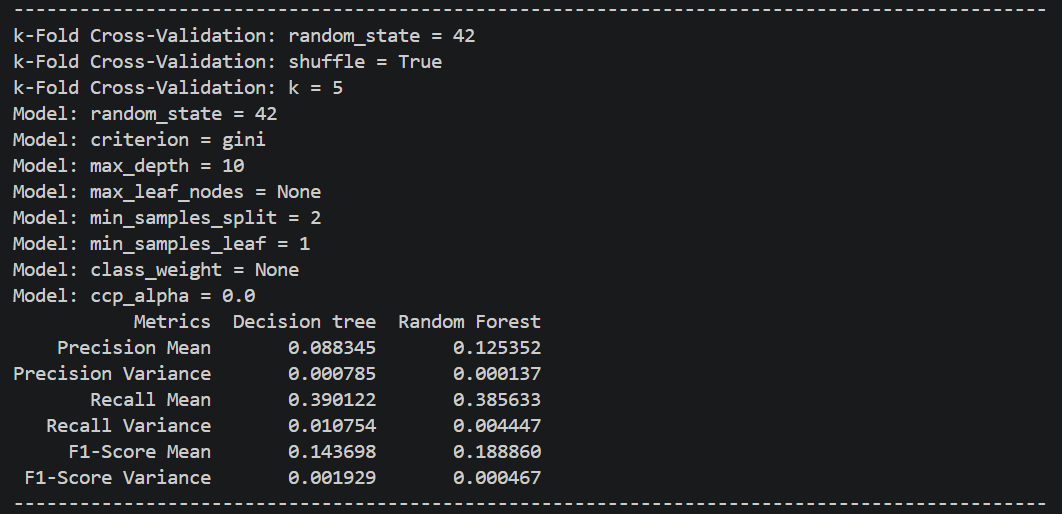 ----------------------------------------------------------------------------------------------
k-Fold Cross-Validation: random_state = 42
k-Fold Cross-Validation: shuffle = True
k-Fold Cross-Validation: k = 5
Model: random_state = 42
Model: criterion = gini
Model: max_depth = 10
Model: max_leaf_nodes = None
Model: min_samples_split = 2
Model: min_samples_leaf = 1
Model: class_weight = None
Model: ccp_alpha = 0.0
Metrics Decision tree Random Forest
Precision Mean 0.088345 0.125352
Precision Variance 0.000785 0.000137
Recall Mean 0.390122 0.385633
Recall Variance 0.010754 0.004447
F1-Score Mean 0.143698 0.188860
F1-Score Variance 0.001929 0.000467
----------------------------------------------------------------------------------------------